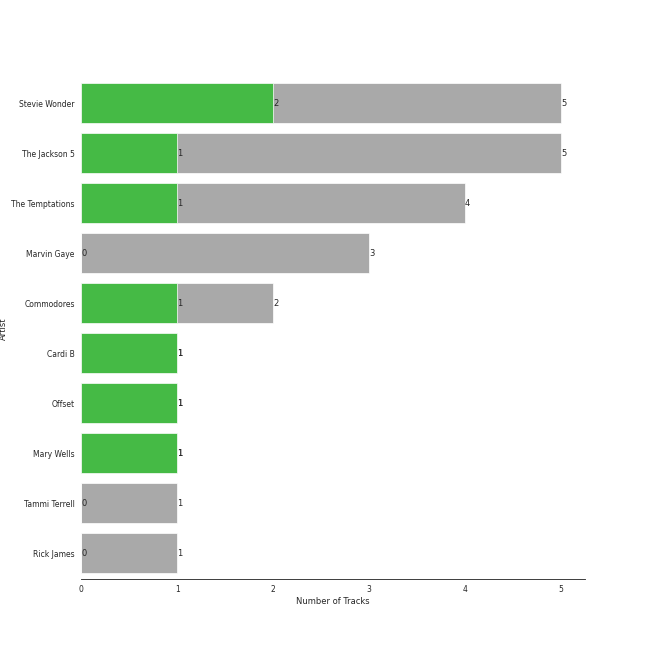 Stevie Wonder 2 5
The Jackson 5 1 5
The Temptations 1 4
Marvin Gaye 0 3
Commodores 1 2
Cardi B 1
Offset 1
Mary Wells 1
Tammi Terrell 0 1
Rick James 0 1
Artist
0 1 2 3 4 5
Number of Tracks